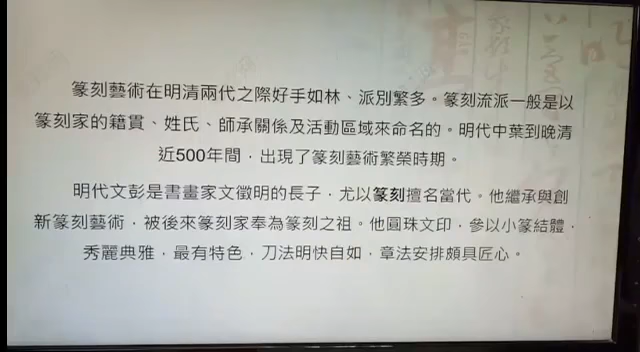 篆刻藝術在明清兩代之際好手如林、派別繁多。篆刻流派一般是以
篆刻家的籍貫、姓氏、師承關係及活動區域來命名的。明代中葉到晚清
近500年間，出現了篆刻藝術繁榮時期。
明代文彭是書畫家文徵明的長子，尤以篆刻擅名當代。他繼承與創
新篆刻藝術，被後來篆刻家奉為篆刻之祖。他圓珠文印，參以小篆結體，
秀麗典雅，最有特色，刀法明快自如，章法安排頗具匠心。